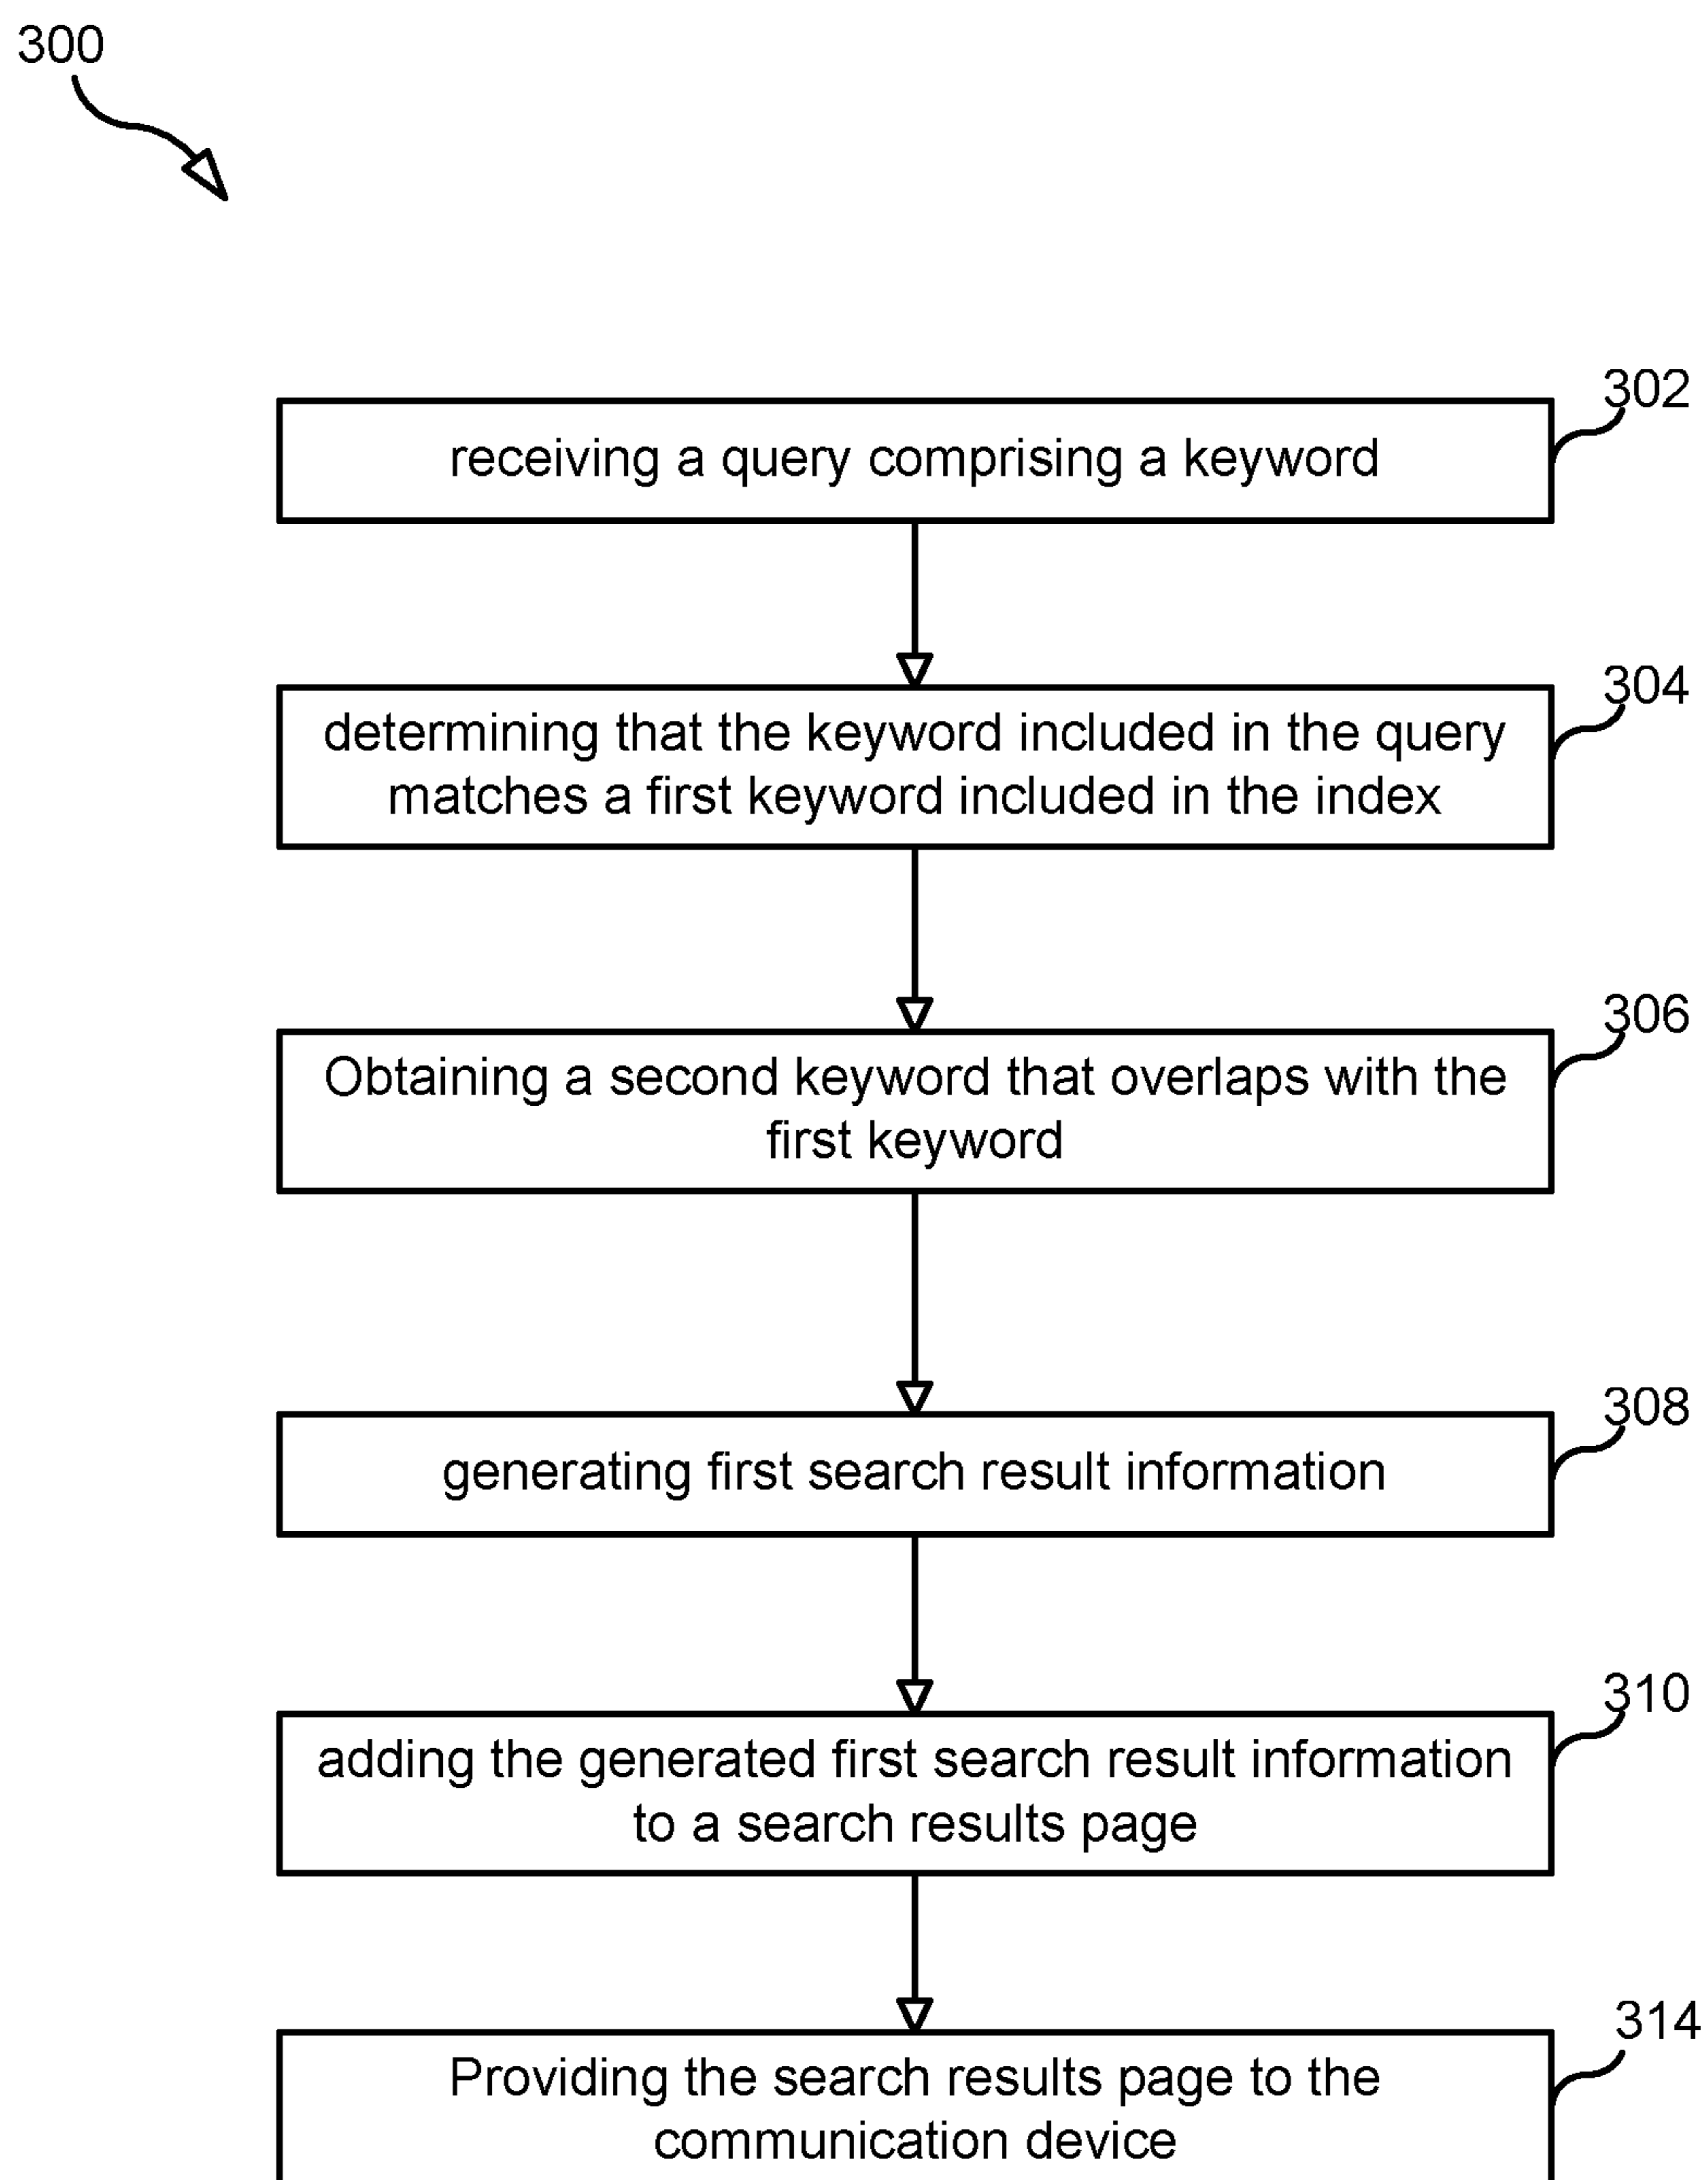 300
302
receiving a query comprising a keyword
304
determining that the keyword included in the query
matches a first keyword included in the index
306
Obtaining a second keyword that overlaps with the
first keyword
308
generating first search result information
310
adding the generated first search result information
to a search results page
314
Providing the search results page to the
communication device